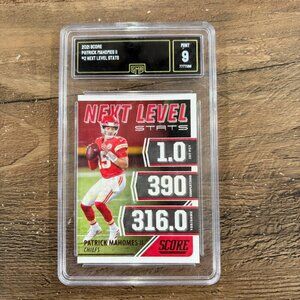 2021 SCORE
PATRICK MAHOMES II
#2 NEXT LEVEL STATS
MINT
9
NEXT LEVEL
STATS
1.0
390
316.0
PATRICK MAHOMES II
CHIEFS
SCORE